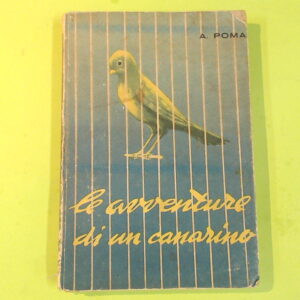 A. POMA
le avventure
di un canarino